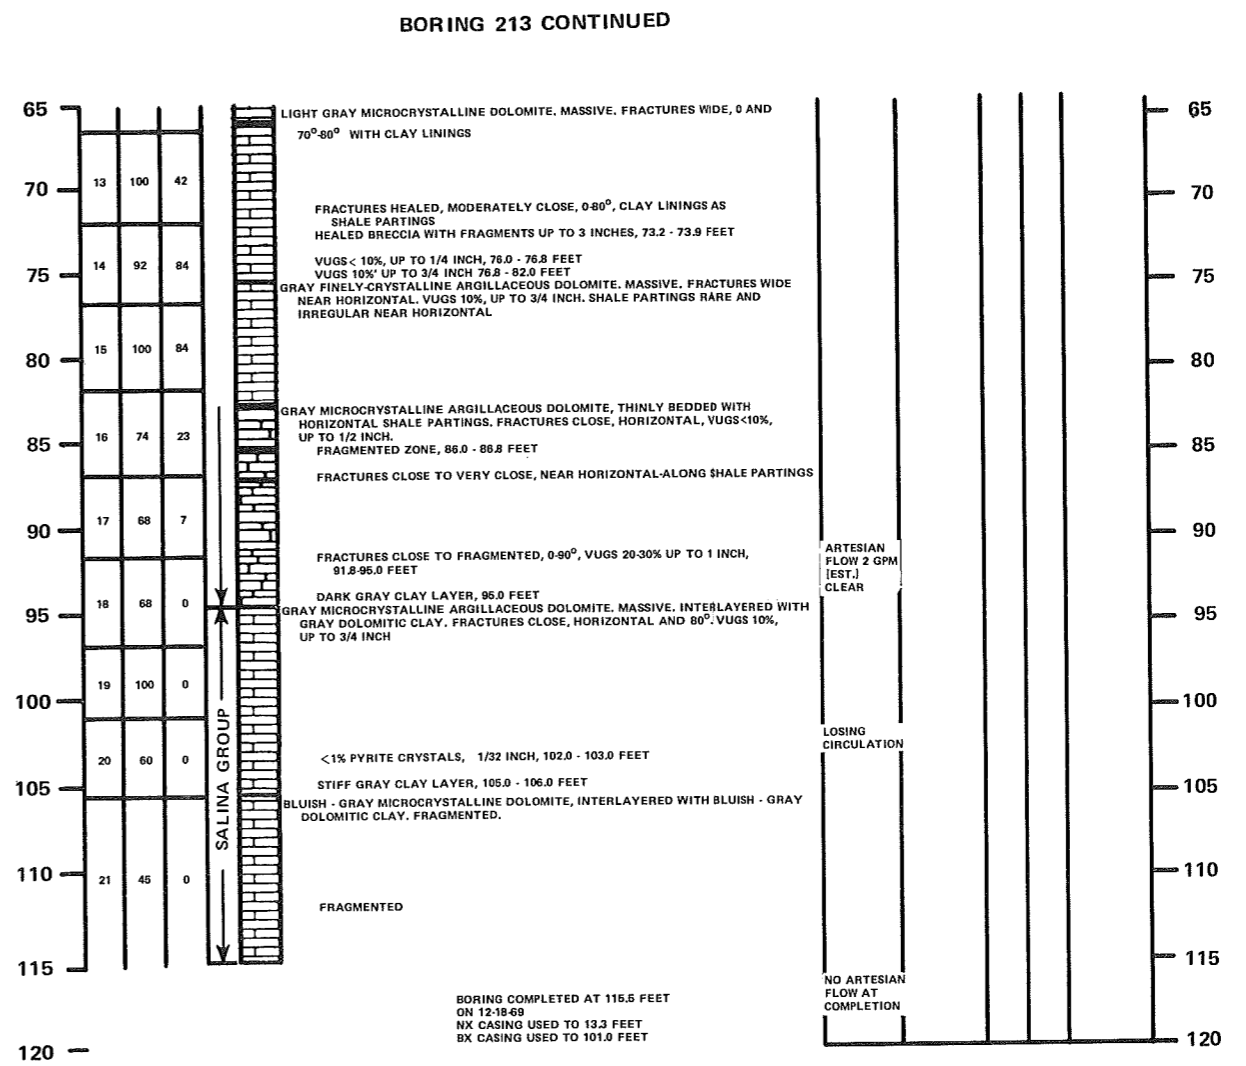 BORING 213 CONTINUED
65
LIGHT GRAY MICROCRYSTALLINE DOLOMITE. MASSIVE. FRACTURES WIDE, 0 AND
70º-80º WITH CLAY LININGS
65
13 100 42
70
70
FRACTURES HEALED, MODERATELY CLOSE, 0-80º, CLAY LININGS AS
SHALE PARTINGS
HEALED BRECCIA WITH FRAGMENTS UP TO 3 INCHES, 73.2 - 73.9 FEET
14 92 84
VUGS< 10%, UP TO 1/4 INCH, 76.0 - 76.8 FEET
VUGS 10%' UP TO 3/4 INCH 76.8 - 82.0 FEET
75
75
GRAY FINELY-CRYSTALLINE ARGILLACEOUS DOLOMITE. MASSIVE. FRACTURES WIDE
NEAR HORIZONTAL. VUGS 10%, UP TO 3/4 INCH. SHALE PARTINGS RARE AND
IRREGULAR NEAR HORIZONTAL
15 100 84
80
80
GRAY MICROCRYSTALLINE ARGILLACEOUS DOLOMITE, THINLY BEDDED WITH
HORIZONTAL SHALE PARTINGS. FRACTURES CLOSE, HORIZONTAL, VUGS<10%,
UP TO 1/2 INCH.
16 74 23
85
FRAGMENTED ZONE, 86.0 - 86.8 FEET
85
FRACTURES CLOSE TO VERY CLOSE, NEAR HORIZONTAL-ALONG SHALE PARTINGS
17 68 7
90
90
FRACTURES CLOSE TO FRAGMENTED, 0-90º, VUGS 20-30% UP TO 1 INCH,
91.8-95.0 FEET
ARTESIAN
FLOW 2 GPM
[EST.]
CLEAR
DARK GRAY CLAY LAYER, 95.0 FEET
18 68 0
95
95
GRAY MICROCRYSTALLINE ARGILLACEOUS DOLOMITE. MASSIVE. INTERLAYERED WITH
GRAY DOLOMITIC CLAY. FRACTURES CLOSE, HORIZONTAL AND 80º. VUGS 10%,
UP TO 3/4 INCH
19 100 0
100
100
SALINA GROUP
LOSING
CIRCULATION
20 60 0
<1% PYRITE CRYSTALS, 1/32 INCH, 102.0 - 103.0 FEET
STIFF GRAY CLAY LAYER, 105.0 - 106.0 FEET
105
105
BLUISH - GRAY MICROCRYSTALLINE DOLOMITE, INTERLAYERED WITH BLUISH - GRAY
DOLOMITIC CLAY. FRAGMENTED.
110
110
21 45 0
FRAGMENTED
115
115
NO ARTESIAN
FLOW AT
COMPLETION
BORING COMPLETED AT 115.5 FEET
ON 12-18-69
NX CASING USED TO 13.3 FEET
BX CASING USED TO 101.0 FEET
120
120